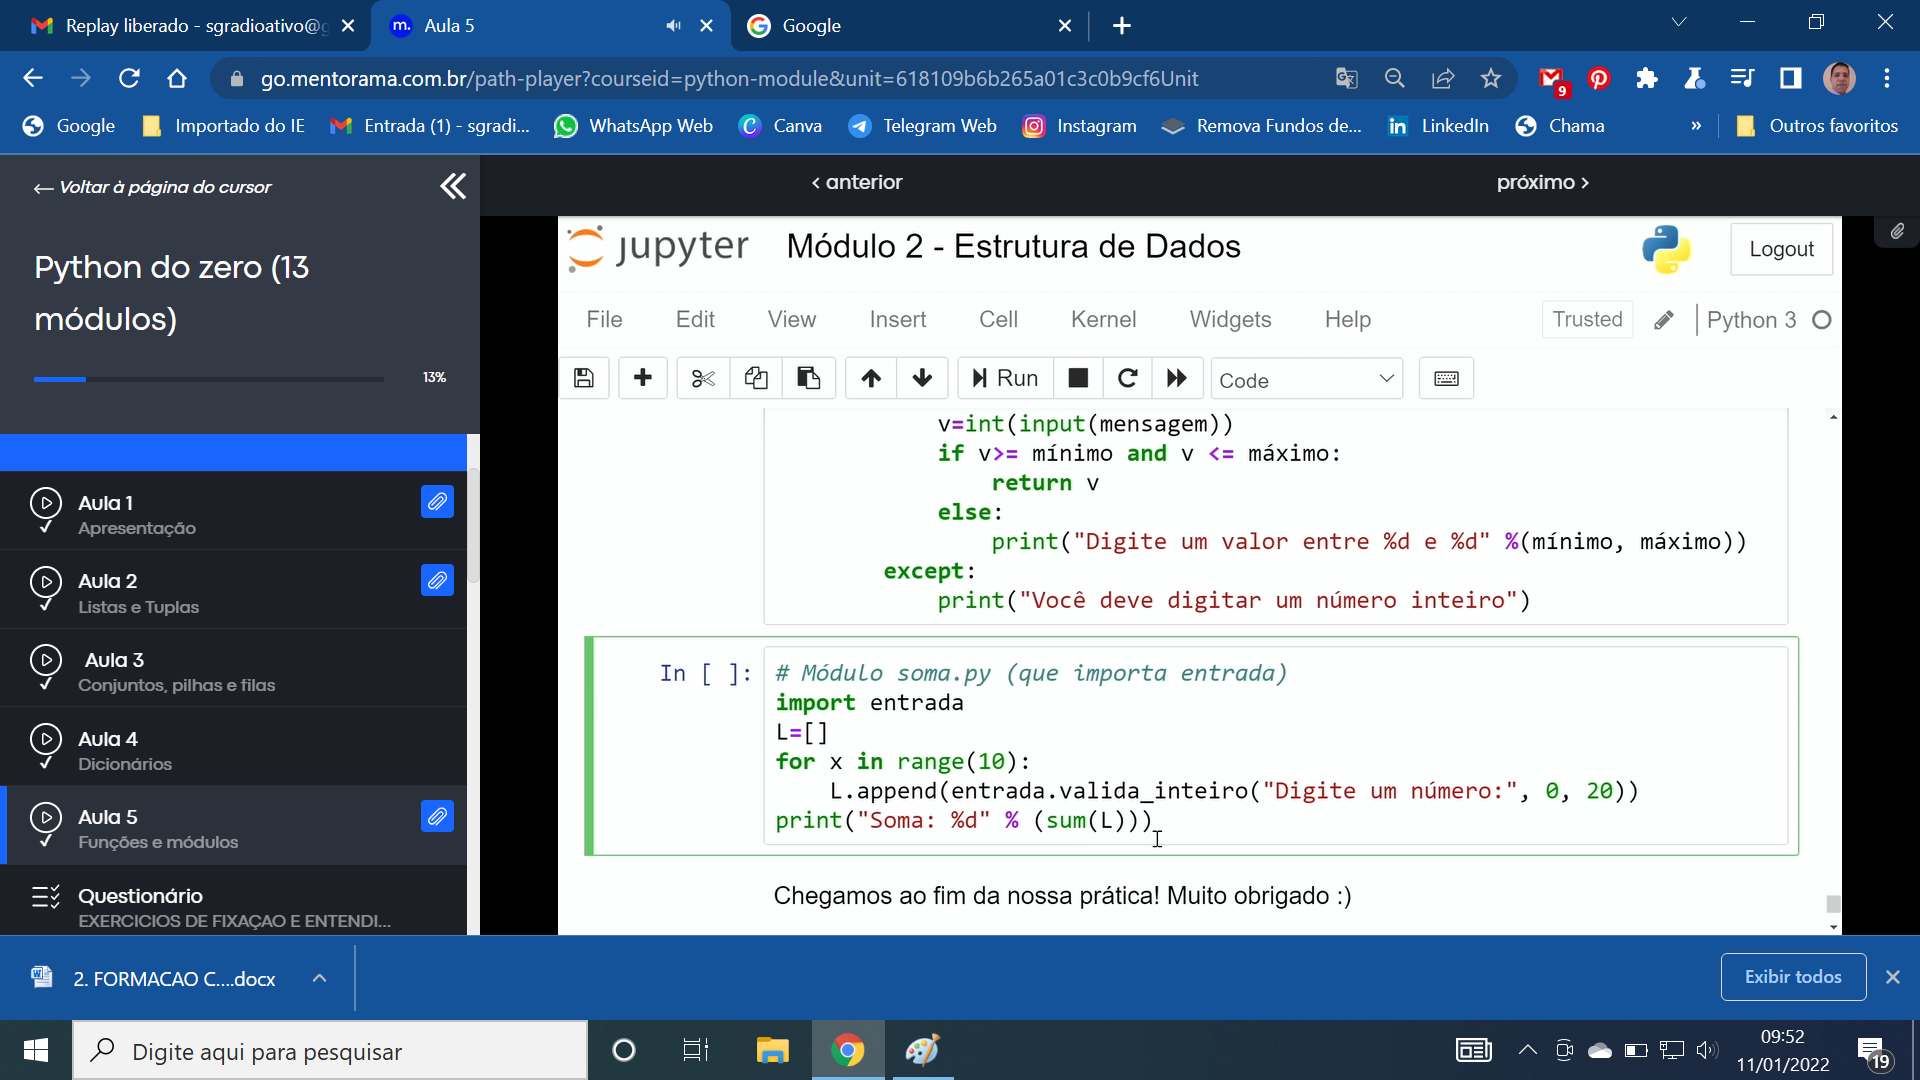 Replay liberado - sgradioativo@g
Aula 5
Google
go.mentorama.com.br/path-player?courseid=python-module&unit=618109b6b265a01c3c0b9cf6Unit
9
Google
Importado do IE
Entrada (1) - sgradi...
WhatsApp Web
Canva
Telegram Web
Instagram
Remova Fundos de...
LinkedIn
Chama
»
Outros favoritos
← Voltar à página do cursor
Python do zero (13
módulos)
13%
Aula 1
Apresentação
Aula 2
Listas e Tuplas
Aula 3
Conjuntos, pilhas e filas
Aula 4
Dicionários
Aula 5
Funções e módulos
Questionário
EXERCICIOS DE FIXAÇAO E ENTENDI...
‹ anterior
próximo ›
jupyter
Módulo 2 - Estrutura de Dados
Logout
File Edit View Insert Cell Kernel Widgets Help
Trusted
Python 3
Run
Code
v=int(input(mensagem))
if v>= mínimo and v <= máximo:
return v
else:
print("Digite um valor entre %d e %d" %(mínimo, máximo))
except:
print("Você deve digitar um número inteiro")
In [ ]:
# Módulo soma.py (que importa entrada)
import entrada
L=[]
for x in range(10):
L.append(entrada.valida_inteiro("Digite um número:", 0, 20))
print("Soma: %d" % (sum(L)))
Chegamos ao fim da nossa prática! Muito obrigado :)
2. FORMACAO C....docx
Exibir todos
Digite aqui para pesquisar
09:52
11/01/2022
19